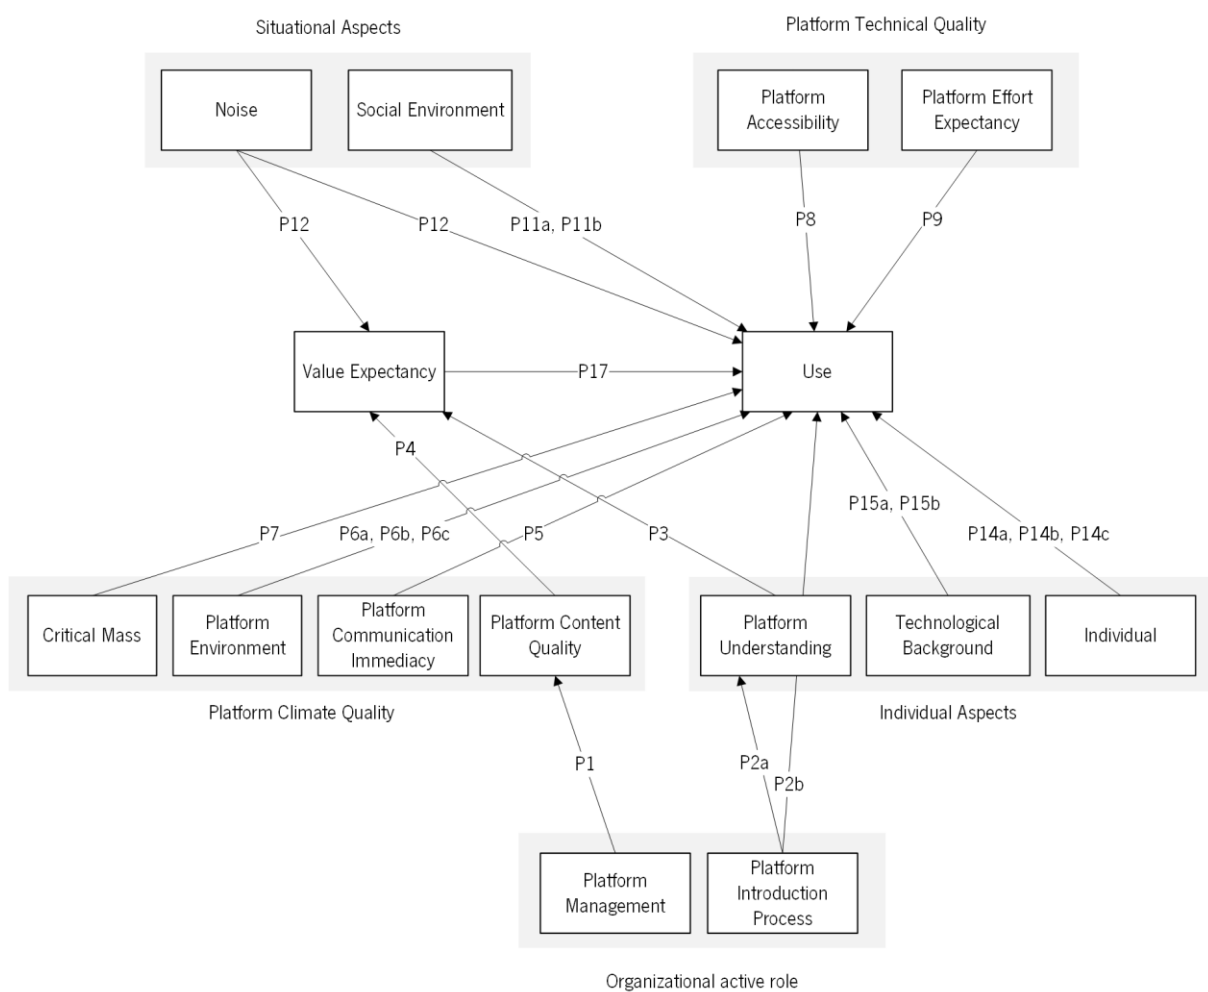 Situational Aspects
Platform Technical Quality
Noise
Social Environment
Platform
Accessibility
Platform Effort
Expectancy
P12
P12
P11a, P11b
P8
P9
Value Expectancy
P17
Use
P4
P7
P6a, P6b, P6c
P5
P3
P15a, P15b
P14a, P14b, P14c
Critical Mass
Platform
Environment
Platform
Communication
Immediacy
Platform Content
Quality
Platform
Understanding
Technological
Background
Individual
Platform Climate Quality
Individual Aspects
P1
P2a
P2b
Platform
Management
Platform
Introduction
Process
Organizational active role